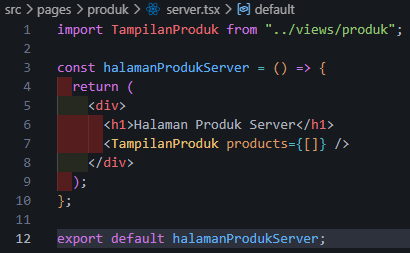 src > pages > produk > server.tsx > default
1 import TampilanProduk from "../views/produk";
2
3 const halamanProdukServer = () => {
4 return (
5 <div>
6 <h1>Halaman Produk Server</h1>
7 <TampilanProduk products={[]} />
8 </div>
9 );
10 };
11
12 export default halamanProdukServer;